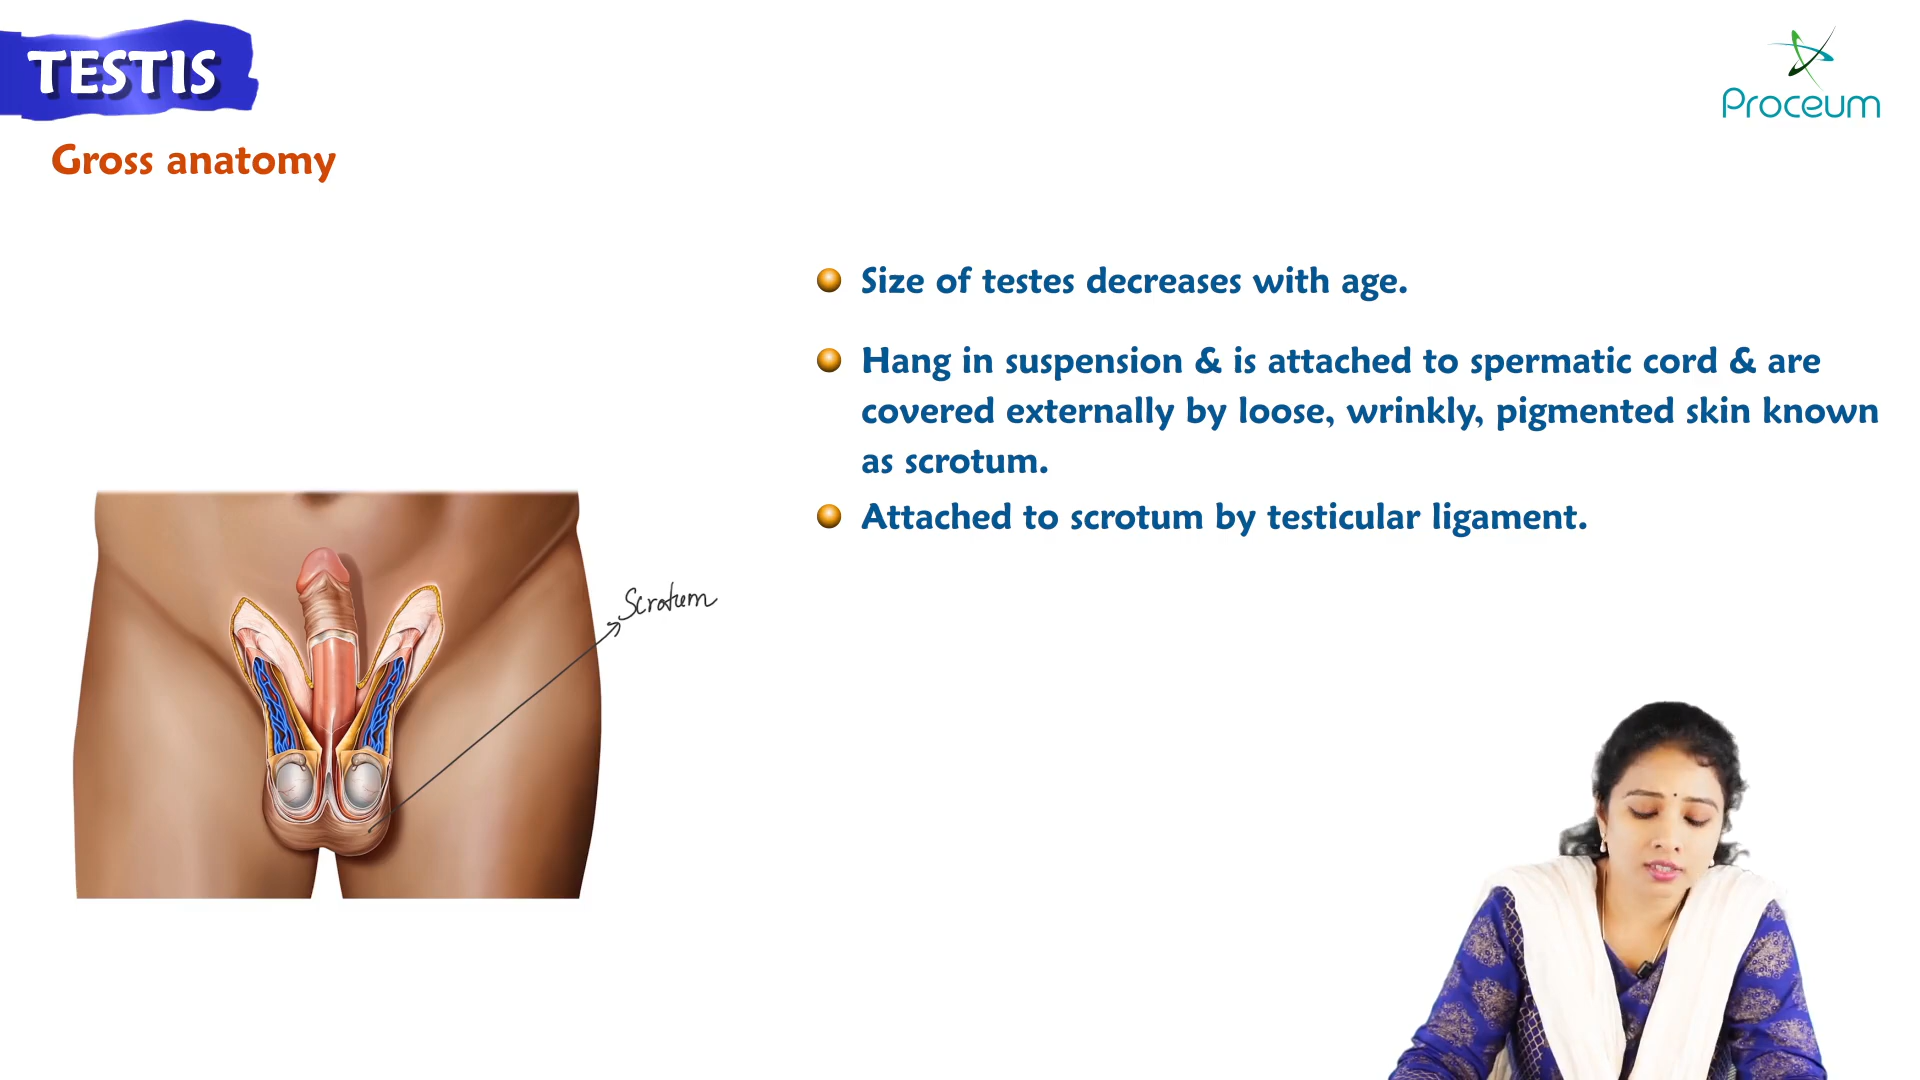 TESTIS
Proceum
Gross anatomy
Size of testes decreases with age.
Hang in suspension & is attached to spermatic cord & are
covered externally by loose, wrinkly, pigmented skin known
as scrotum.
Attached to scrotum by testicular ligament.
Scrotum